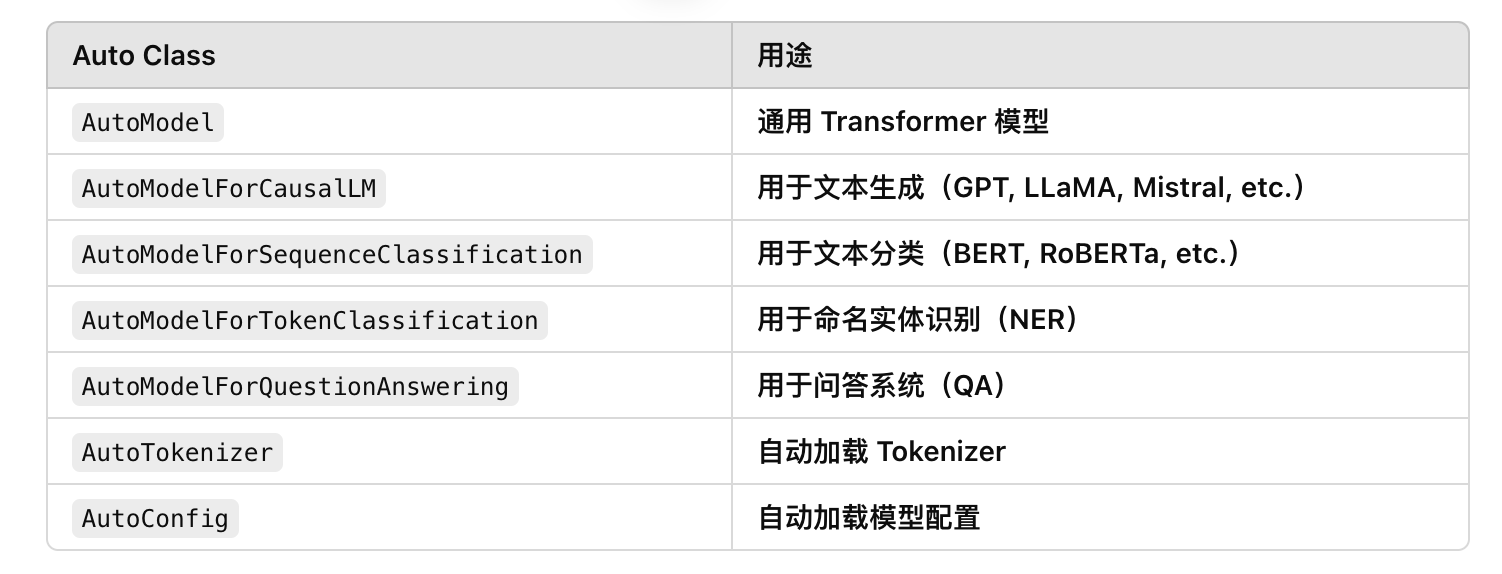 Auto Class 用途
AutoModel 通用 Transformer 模型
AutoModelForCausalLM 用于文本生成（GPT, LLaMA, Mistral, etc.）
AutoModelForSequenceClassification 用于文本分类（BERT, RoBERTa, etc.）
AutoModelForTokenClassification 用于命名实体识别（NER）
AutoModelForQuestionAnswering 用于问答系统（QA）
AutoTokenizer 自动加载 Tokenizer
AutoConfig 自动加载模型配置